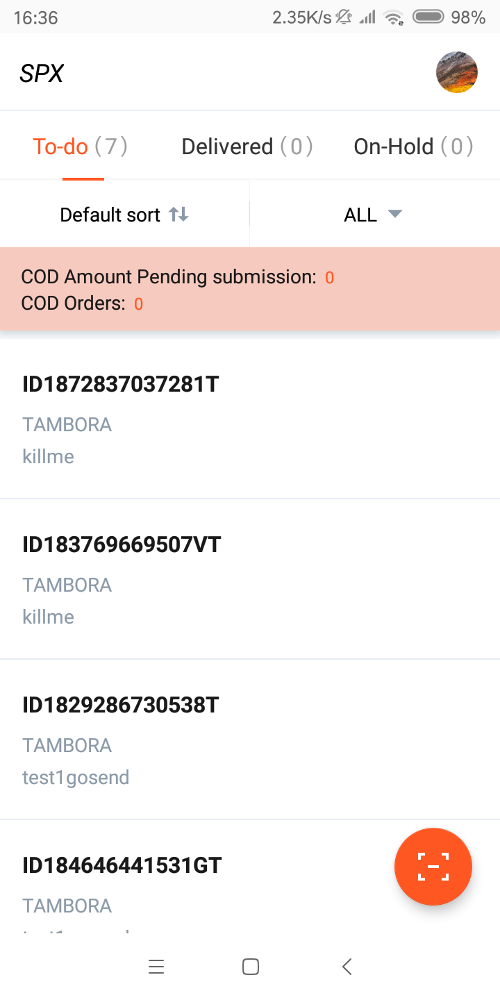 16:36 2.35K/s 98%
SPX
To-do (7) Delivered (0) On-Hold (0)
Default sort ALL
COD Amount Pending submission: 0
COD Orders: 0
ID1872837037281T
TAMBORA
killme
ID183769669507VT
TAMBORA
killme
ID1829286730538T
TAMBORA
test1gosend
ID184646441531GT
TAMBORA